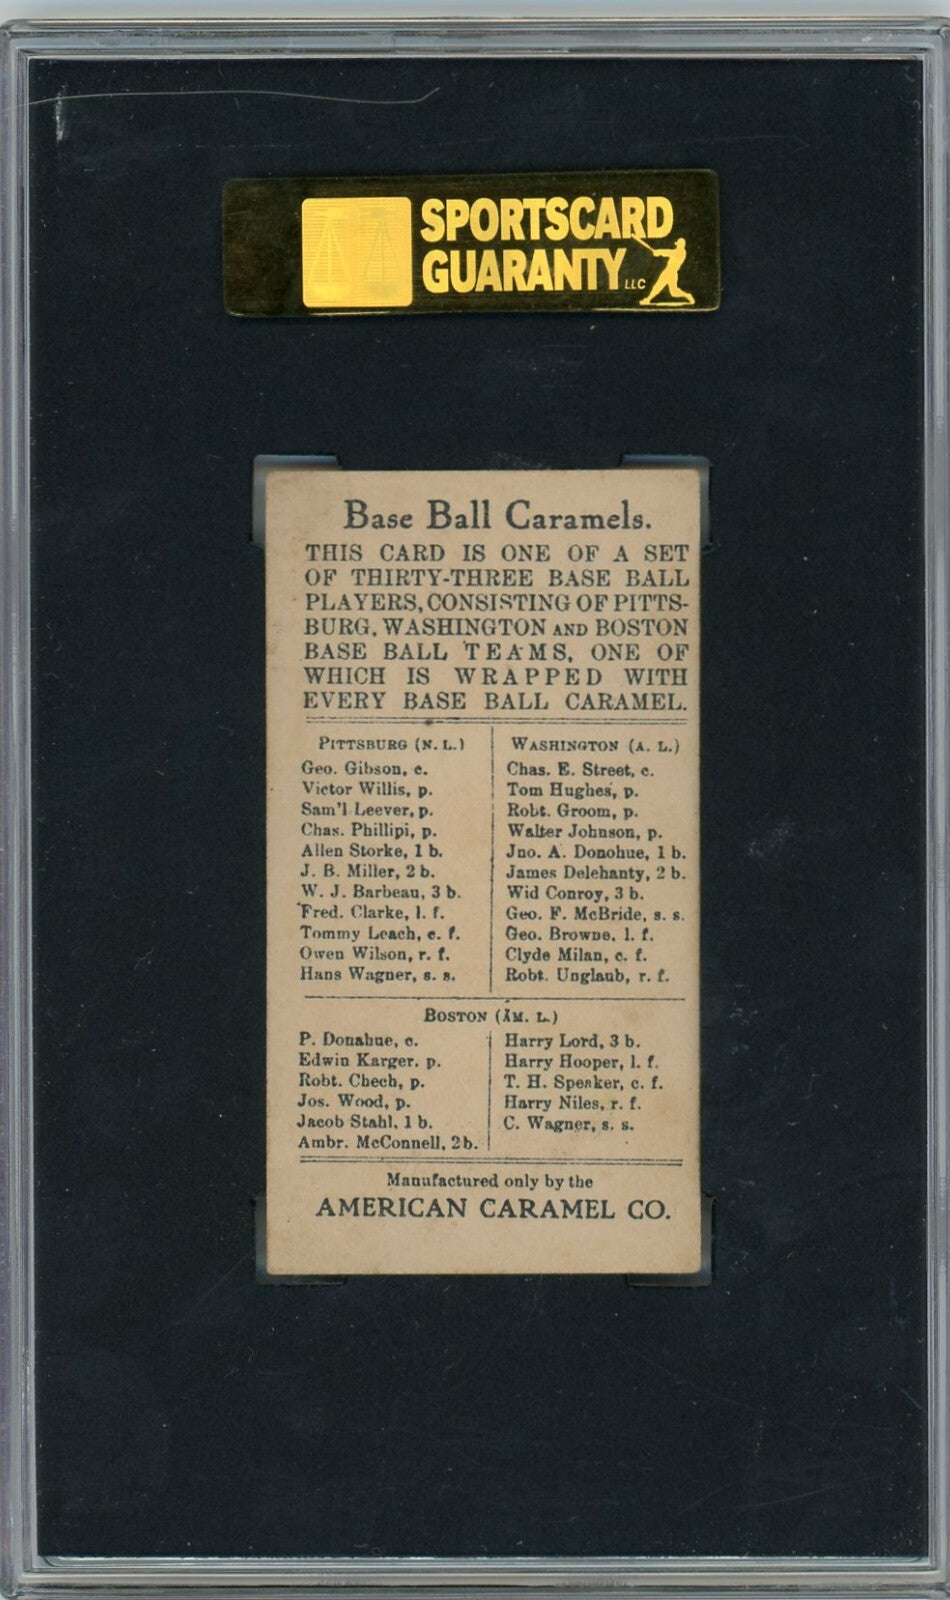 SPORTSCARD
GUARANTY LLC
Base Ball Caramels.
THIS CARD IS ONE OF A SET
OF THIRTY-THREE BASE BALL
PLAYERS, CONSISTING OF PITTS-
BURG, WASHINGTON AND BOSTON
BASE BALL TEAMS, ONE OF
WHICH IS WRAPPED WITH
EVERY BASE BALL CARAMEL.
PITTSBURG (N. L.)
Geo. Gibson, c.
Victor Willis, p.
Sam'l Leever, p.
Chas. Phillipi, p.
Allen Storke, 1 b.
J. B. Miller, 2 b.
W. J. Barbeau, 3 b.
Fred. Clarke, l. f.
Tommy Leach, c. f.
Owen Wilson, r. f.
Hans Wagner, s. s.
WASHINGTON (A. L.)
Chas. E. Street, c.
Tom Hughes, p.
Robt. Groom, p.
Walter Johnson, p.
Jno. A. Donohue, 1 b.
James Delehanty, 2 b.
Wid Conroy, 3 b.
Geo. F. McBride, s. s.
Geo. Browne, l. f.
Clyde Milan, c. f.
Robt. Unglaub, r. f.
BOSTON (AM. L.)
P. Donahue, c.
Edwin Karger, p.
Robt. Chech, p.
Jos. Wood, p.
Jacob Stahl, 1 b.
Ambr. McConnell, 2 b.
Harry Lord, 3 b.
Harry Hooper, l. f.
T. H. Speaker, c. f.
Harry Niles, r. f.
C. Wagner, s. s.
Manufactured only by the
AMERICAN CARAMEL CO.